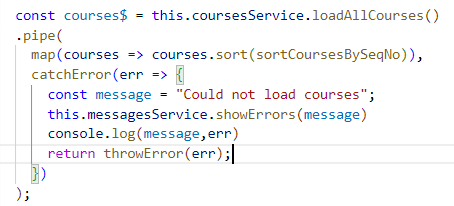 const courses$ = this.coursesService.loadAllCourses()
.pipe(
map(courses => courses.sort(sortCoursesBySeqNo)),
catchError(err => {
const message = "Could not load courses";
this.messagesService.showErrors(message)
console.log(message,err)
return throwError(err);
})
);